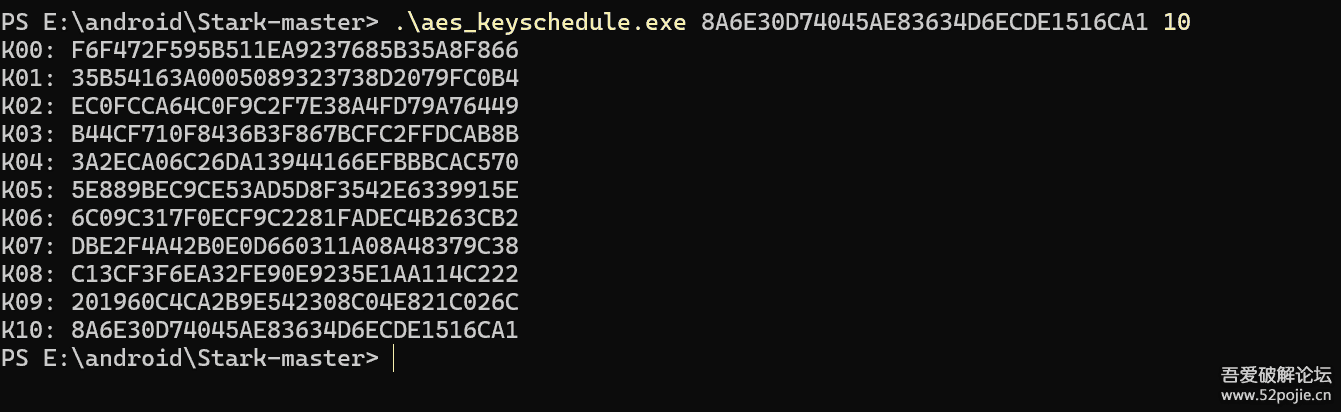 PS E:\android\Stark-master> .\aes_keyschedule.exe 8A6E30D74045AE83634D6ECDE1516CA1 10
K00: F6F472F595B511EA9237685B35A8F866
K01: 35B54163A0005089323738D2079FC0B4
K02: EC0FCCA64C0F9C2F7E38A4FD79A76449
K03: B44CF710F8436B3F867BCFC2FFDCAB8B
K04: 3A2ECA06C26DA13944166EFBBBCAC570
K05: 5E889BEC9CE53AD5D8F3542E6339915E
K06: 6C09C317F0ECF9C2281FADEC4B263CB2
K07: DBE2F4A42B0E0D660311A08A48379C38
K08: C13CF3F6EA32FE90E9235E1AA114C222
K09: 201960C4CA2B9E542308C04E821C026C
K10: 8A6E30D74045AE83634D6ECDE1516CA1
PS E:\android\Stark-master>
吾爱破解论坛
www.52pojie.cn